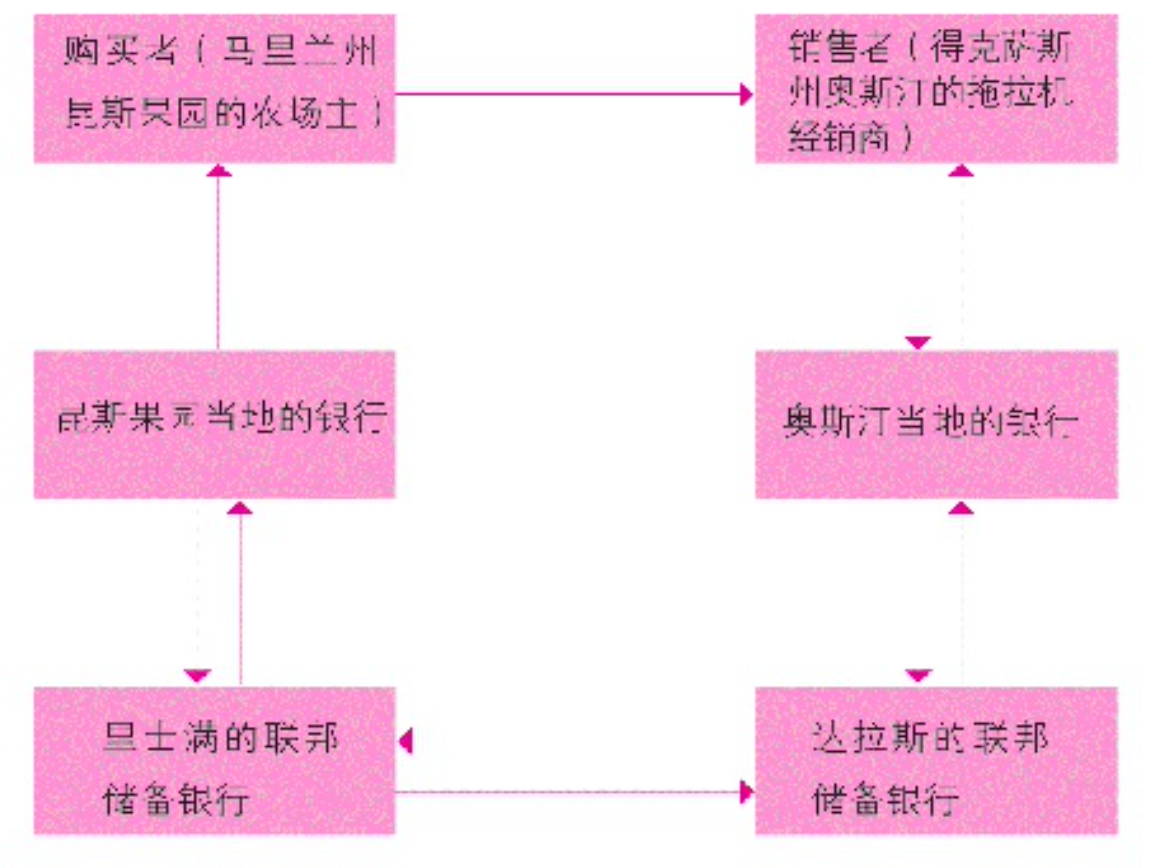 购买者（马里兰州
昆斯果园的农场主）
销售者（得克萨斯
州奥斯汀的拖拉机
经销商）
昆斯果园当地的银行
奥斯汀当地的银行
里士满的联邦
储备银行
达拉斯的联邦
储备银行